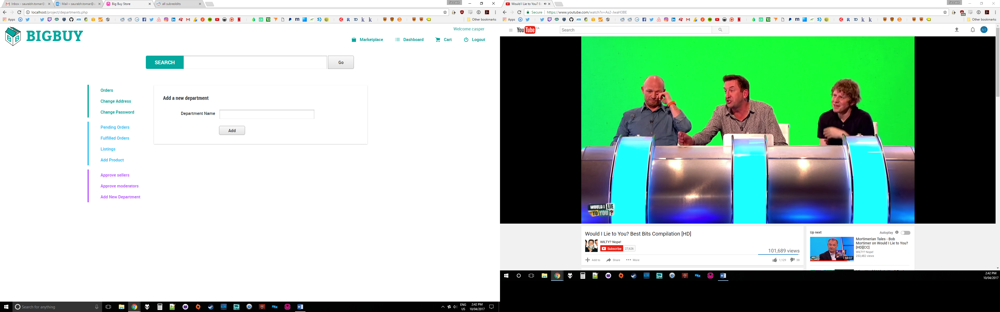 Inbox - saurabh.tomar@
Mail – saurabh.tomar@u
Big Buy Store
all subreddits
Saurabh
localhost/project/departments.php
Apps
Other bookmarks
BIGBUY
Welcome casper
Marketplace
Dashboard
Cart
Logout
SEARCH
Go
Orders
Change Address
Change Password
Pending Orders
Fulfilled Orders
Listings
Add Product
Approve sellers
Approve moderators
Add New Department
Add a new department
Department Name
Add
Search for anything
ENG
US
2:42 PM
10/04/2017
Would I Lie to You? B
Saurabh
Secure
https://www.youtube.com/watch?v=As2-JwaH3BE
Apps
Other bookmarks
YouTube CA
Search
WOULD I LIE
TO YOU?
Would I Lie to You? Best Bits Compilation [HD]
WILTY? Nope!
Subscribe 27,626
101,689 views
Add to
Share
More
1,129
38
Up next
Autoplay
Mortimerian Tales - Bob
Mortimer on Would I Lie to You?
[HD][CC]
WILTY? Nope!
253,482 views
50:37
2:42 PM
10/04/2017